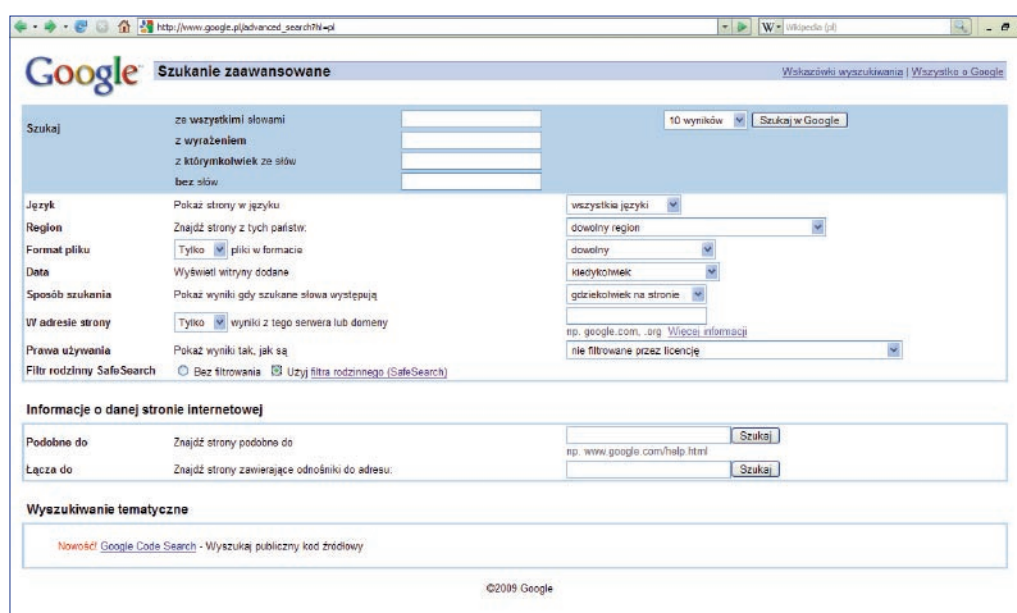 http://www.google.pl/advanced_search?hl=pl W Wikipedia (pl)
Google Szukanie zaawansowane Wskazówki wyszukiwania | Wszystko o Google
Szukaj ze wszystkimi słowami 10 wyników Szukaj w Google
z wyrażeniem
z którymkolwiek ze słów
bez słów
Język Pokaż strony w języku wszystkie języki
Region Znajdź strony z tych państw: dowolny region
Format pliku Tylko pliki w formacie dowolny
Data Wyświetl witryny dodane kiedykolwiek
Sposób szukania Pokaż wyniki gdy szukane słowa występują gdziekolwiek na stronie
W adresie strony Tylko wyniki z tego serwera lub domeny
np. google.com, .org Więcej informacji
Prawa używania Pokaż wyniki tak, jak są nie filtrowane przez licencję
Filtr rodzinny SafeSearch Bez filtrowania Użyj filtra rodzinnego (SafeSearch)
Informacje o danej stronie internetowej
Podobne do Znajdź strony podobne do Szukaj
np. www.google.com/help.html
Łącza do Znajdź strony zawierające odnośniki do adresu: Szukaj
Wyszukiwanie tematyczne
Nowość! Google Code Search - Wyszukaj publiczny kod źródłowy
©2009 Google